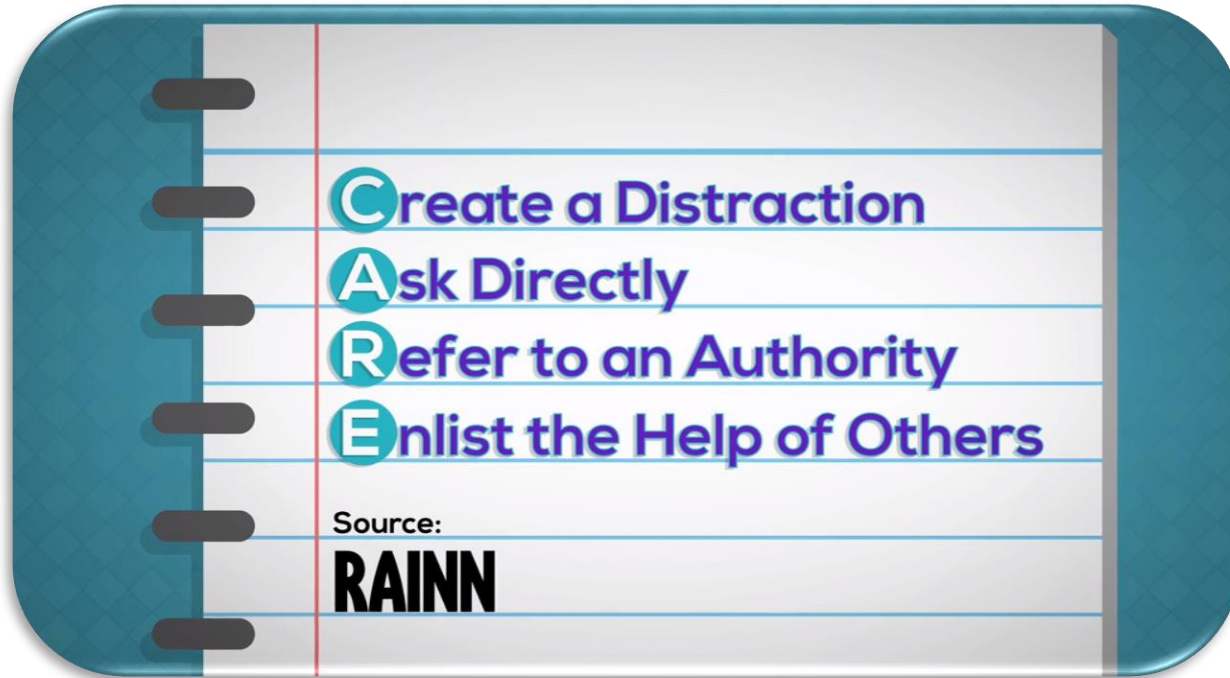 Create a Distraction
Ask Directly
Refer to an Authority
Enlist the Help of Others
Source:
RAINN